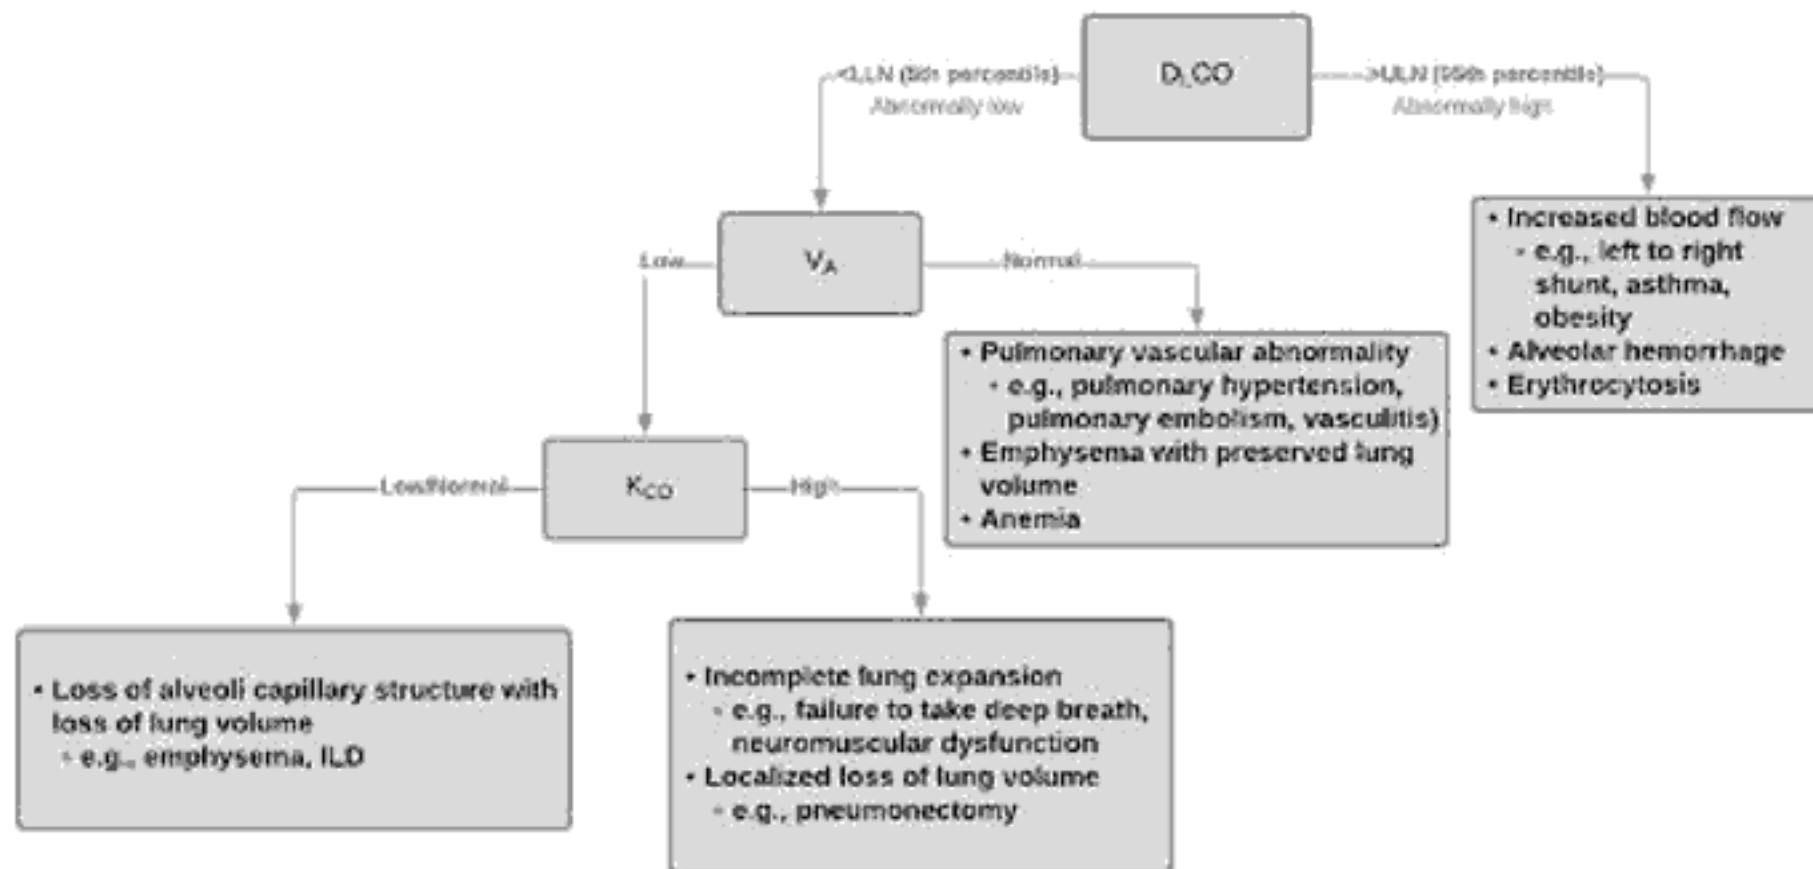 DLCO
<LLN (5th percentile)
Abnormally low
>ULN (95th percentile)
Abnormally high
VA
Low
Normal
• Increased blood flow
◦ e.g., left to right
shunt, asthma,
obesity
• Alveolar hemorrhage
• Erythrocytosis
• Pulmonary vascular abnormality
◦ e.g., pulmonary hypertension,
pulmonary embolism, vasculitis)
• Emphysema with preserved lung
volume
• Anemia
KCO
Low/Normal
High
• Loss of alveoli capillary structure with
loss of lung volume
◦ e.g., emphysema, ILD
• Incomplete lung expansion
◦ e.g., failure to take deep breath,
neuromuscular dysfunction
• Localized loss of lung volume
◦ e.g., pneumonectomy